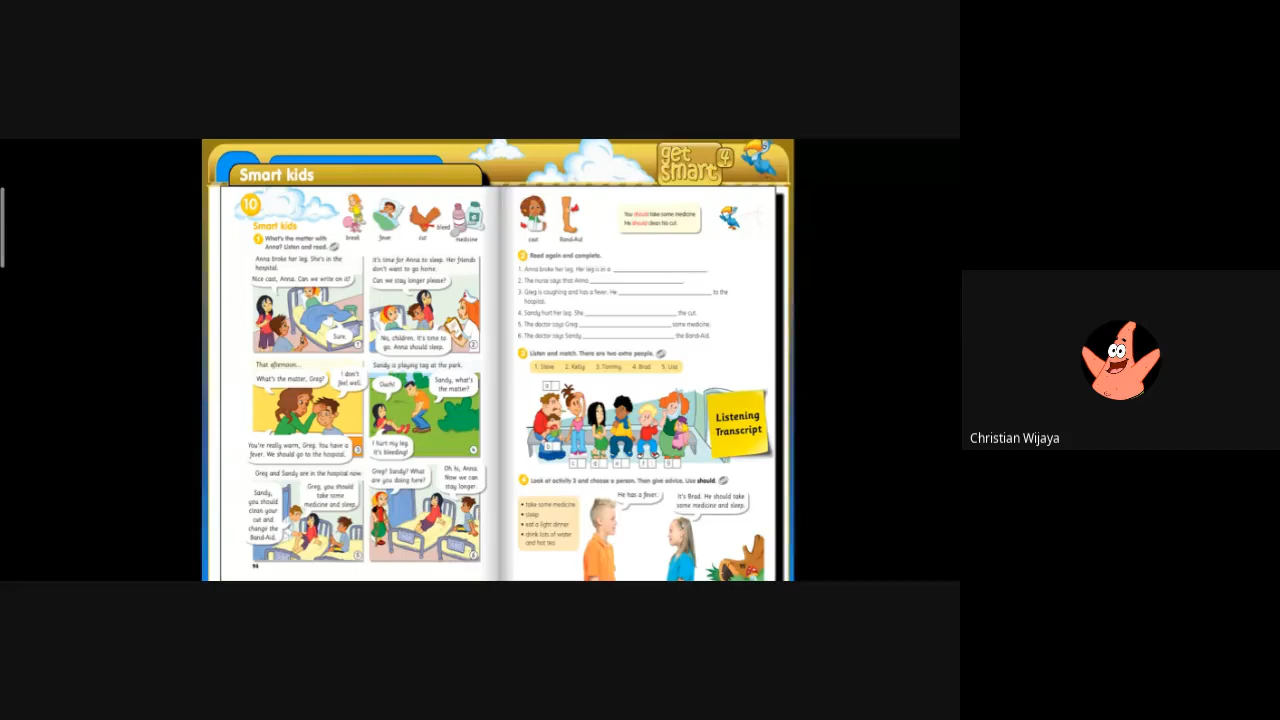 Smart kids
get
smart 4
10
Smart kids
1 What's the matter with
Anna? Listen and read.
break
fever
cut
bleed
medicine
Anna broke her leg. She's in the
hospital.
Nice cast, Anna. Can we write on it?
Sure.
1
It's time for Anna to sleep. Her friends
don't want to go home.
Can we stay longer please?
No, children. It's time to
go. Anna should sleep.
2
That afternoon...
What's the matter, Greg?
I don't
feel well.
You're really warm, Greg. You have a
fever. We should go to the hospital.
3
Sandy is playing tag at the park.
Ouch!
Sandy, what's
the matter?
I hurt my leg.
It's bleeding!
4
Greg and Sandy are in the hospital now.
Sandy,
you should
clean your
cut and
change the
Band-Aid.
Greg, you should
take some
medicine and sleep.
5
Greg? Sandy? What
are you doing here?
Oh hi, Anna.
Now we can
stay longer.
6
94
cast
Band-Aid
You should take some medicine
He should clean his cut.
2 Read again and complete.
1. Anna broke her leg. Her leg is in a
2. The nurse says that Anna
3. Greg is coughing and has a fever. He to the
hospital.
4. Sandy hurt her leg. She the cut.
5. The doctor says Greg some medicine.
6. The doctor says Sandy the Band-Aid.
3 Listen and match. There are two extra people.
1. Steve 2. Kelly 3. Tommy 4. Brad 5. Lisa
a
b
c
d
e
f
g
Listening
Transcript
4 Look at activity 3 and choose a person. Then give advice. Use should.
• take some medicine
• sleep
• eat a light dinner
• drink lots of water
and hot tea
He has a fever.
It's Brad. He should take
some medicine and sleep.
95
Christian Wijaya